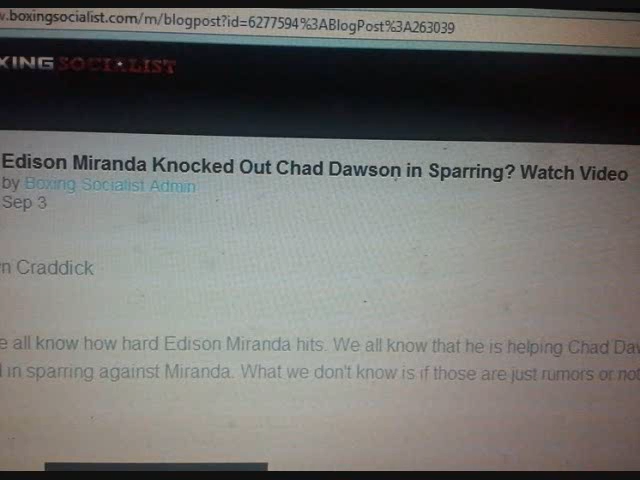 .boxingsocialist.com/m/blogpost?id=6277594%3ABlogPost%3A263039
XING SOCIALIST
Edison Miranda Knocked Out Chad Dawson in Sparring? Watch Video
by Boxing Socialist Admin
Sep 3
n Craddick
e all know how hard Edison Miranda hits. We all know that he is helping Chad Daw
in sparring against Miranda. What we don't know is if those are just rumors or not